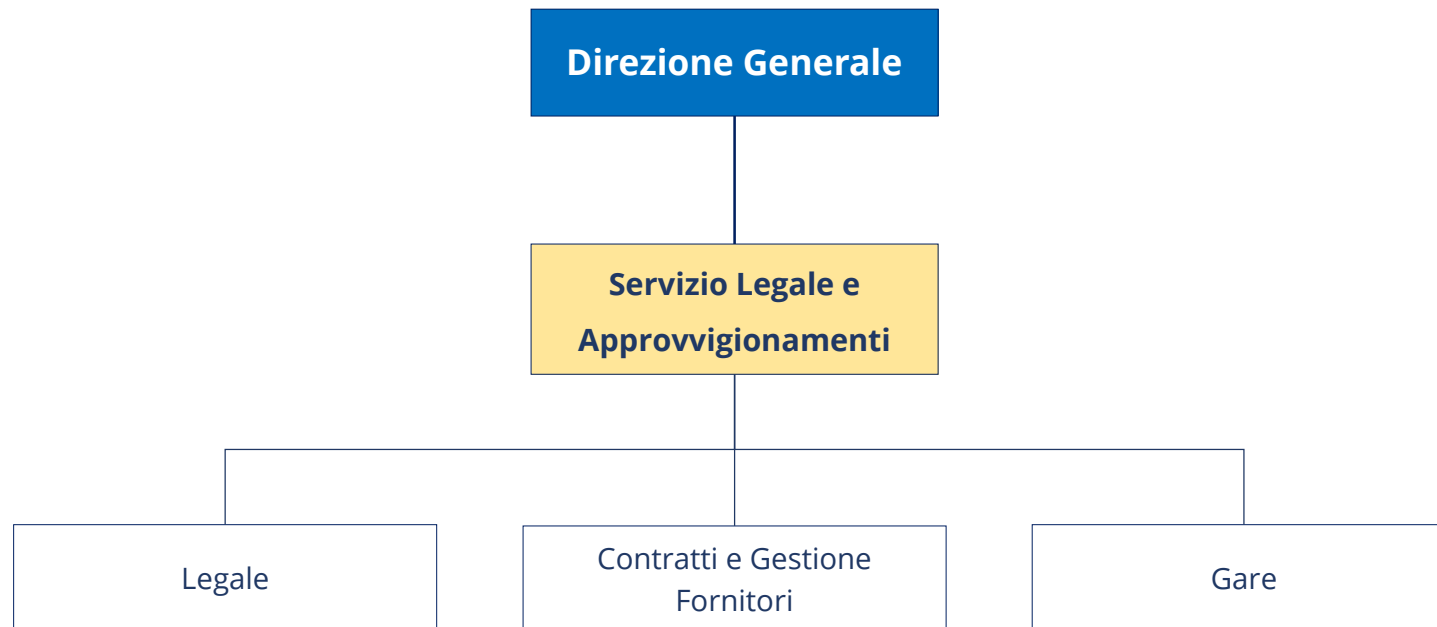 Direzione Generale
Servizio Legale e
Approvvigionamenti
Legale
Contratti e Gestione
Fornitori
Gare